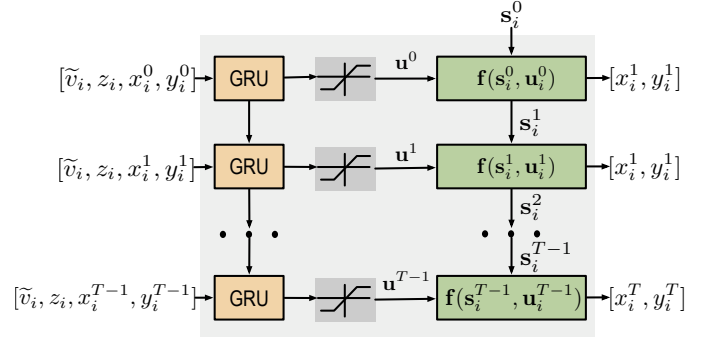 s_i^0
[ṽ_i, z_i, x_i^0, y_i^0] GRU u^0 f(s_i^0, u_i^0) [x_i^1, y_i^1]
s_i^1
[ṽ_i, z_i, x_i^1, y_i^1] GRU u^1 f(s_i^1, u_i^1) [x_i^1, y_i^1]
s_i^2
• • • • • •
s_i^{T-1}
[ṽ_i, z_i, x_i^{T-1}, y_i^{T-1}] GRU u^{T-1} f(s_i^{T-1}, u_i^{T-1}) [x_i^T, y_i^T]